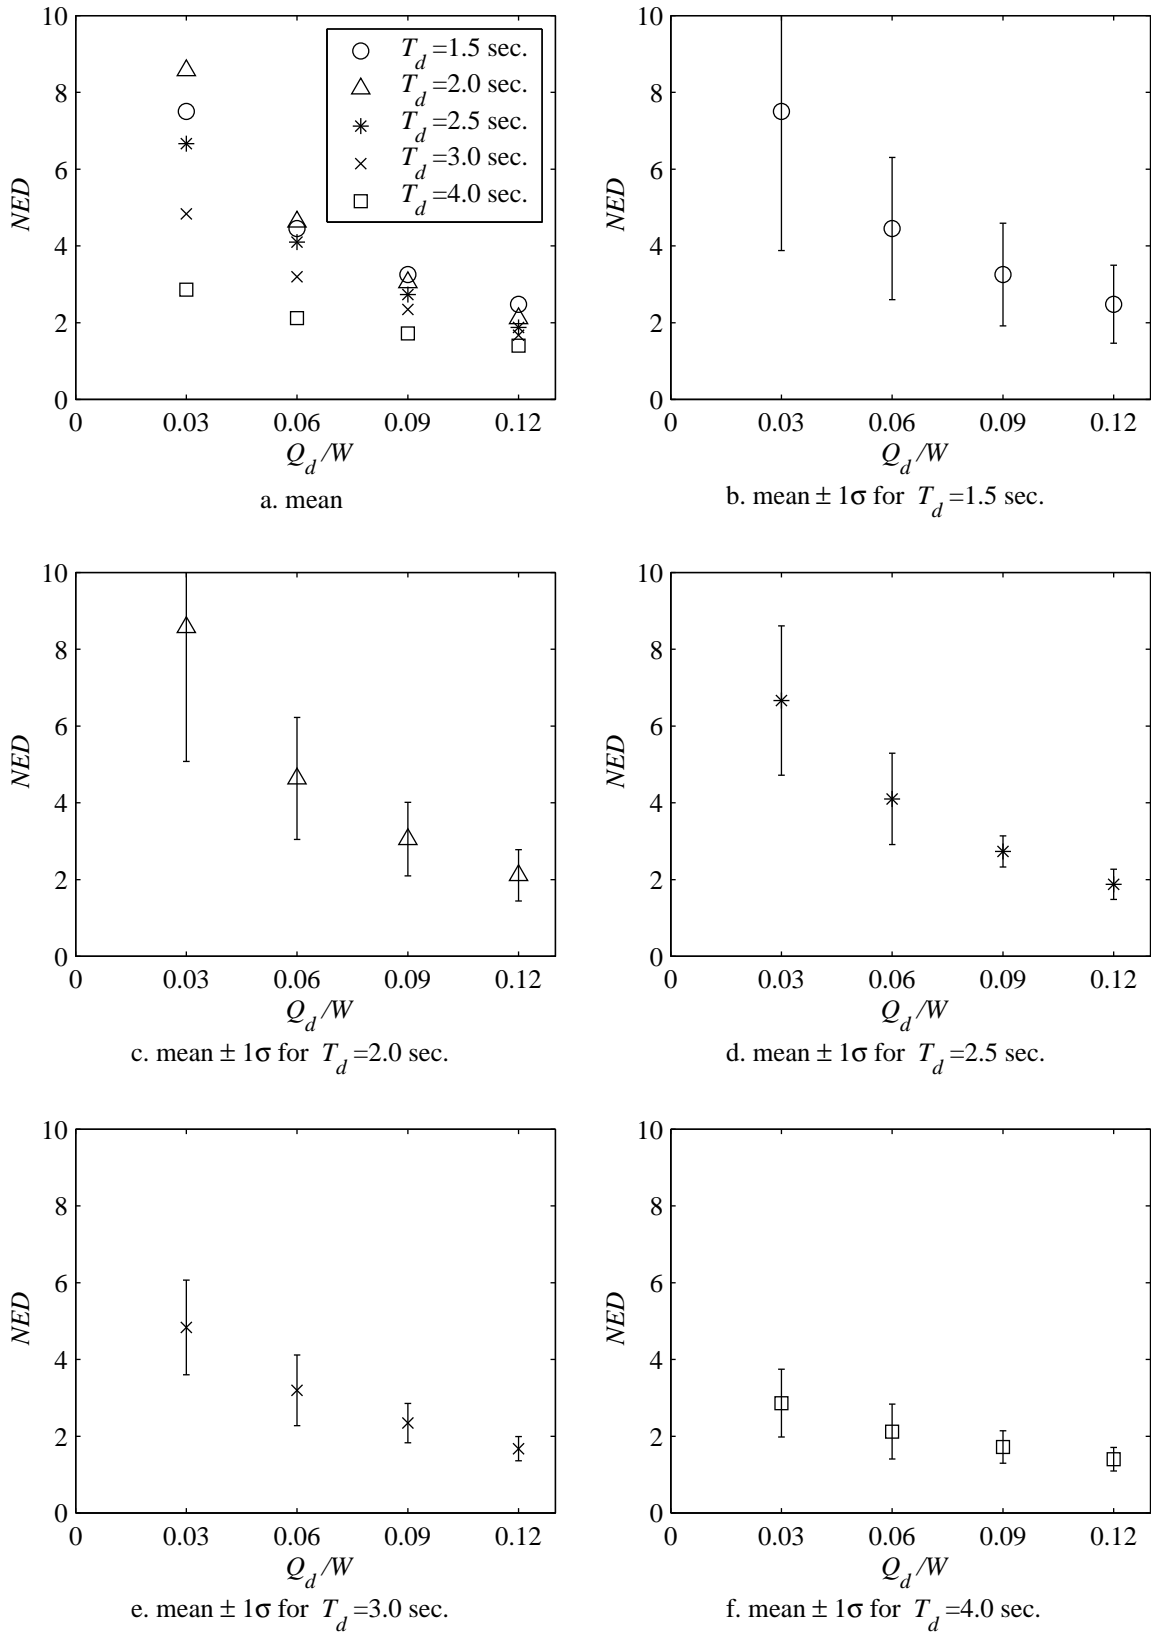 10
8
6
4
2
0
NED
0 0.03 0.06 0.09 0.12
Q_d/W
T_d=1.5 sec.
T_d=2.0 sec.
T_d=2.5 sec.
T_d=3.0 sec.
T_d=4.0 sec.
a. mean
10
8
6
4
2
0
NED
0 0.03 0.06 0.09 0.12
Q_d/W
b. mean ± 1σ for T_d=1.5 sec.
10
8
6
4
2
0
NED
0 0.03 0.06 0.09 0.12
Q_d/W
c. mean ± 1σ for T_d=2.0 sec.
10
8
6
4
2
0
NED
0 0.03 0.06 0.09 0.12
Q_d/W
d. mean ± 1σ for T_d=2.5 sec.
10
8
6
4
2
0
NED
0 0.03 0.06 0.09 0.12
Q_d/W
e. mean ± 1σ for T_d=3.0 sec.
10
8
6
4
2
0
NED
0 0.03 0.06 0.09 0.12
Q_d/W
f. mean ± 1σ for T_d=4.0 sec.